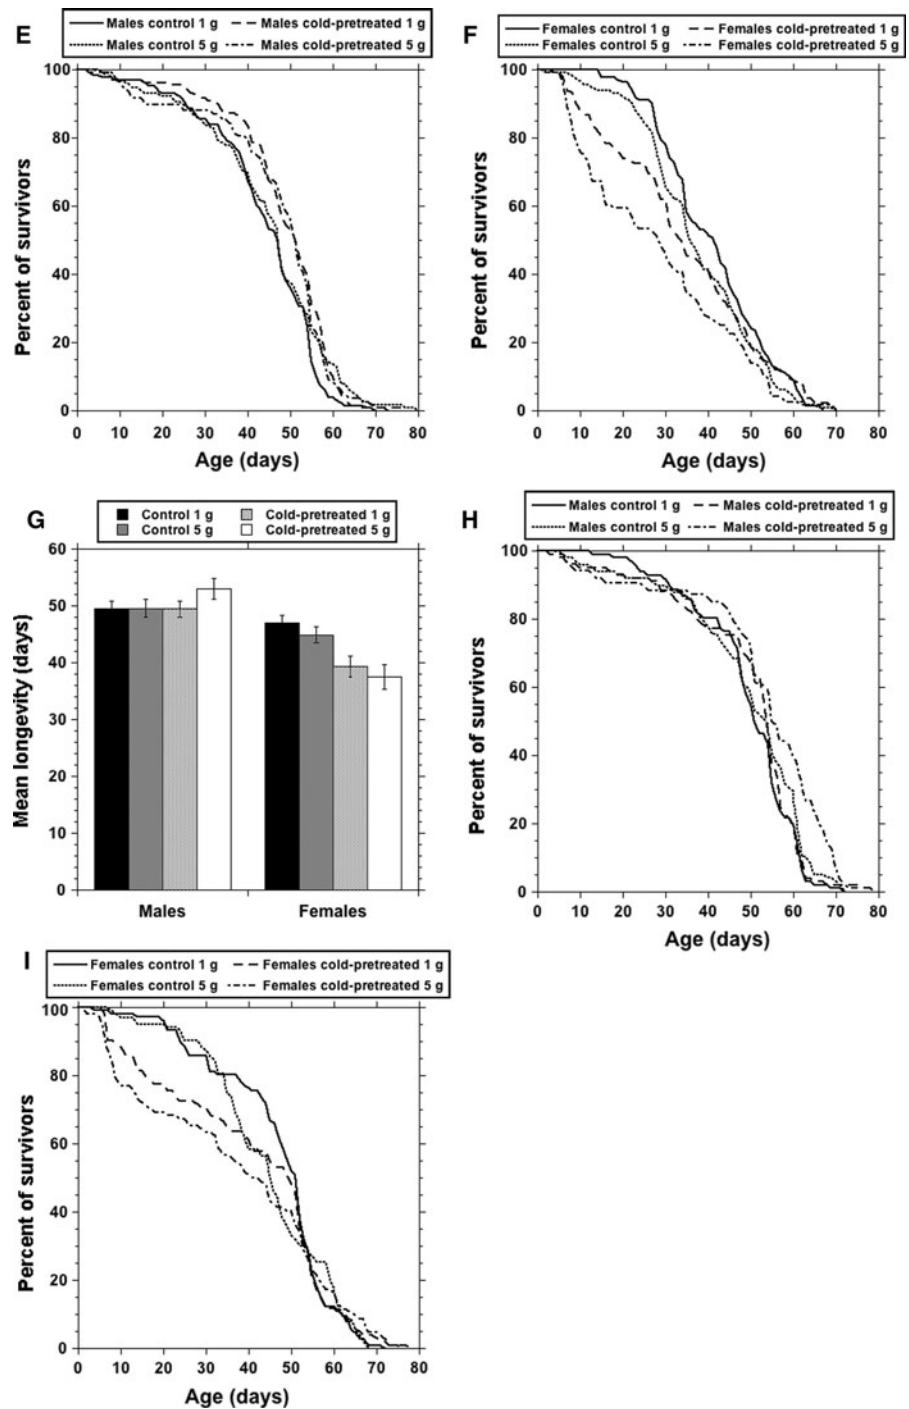 E
Males control 1 g Males cold-pretreated 1 g
Males control 5 g Males cold-pretreated 5 g
100
80
60
40
20
0
Percent of survivors
0 10 20 30 40 50 60 70 80
Age (days)
F
Females control 1 g Females cold-pretreated 1 g
Females control 5 g Females cold-pretreated 5 g
100
80
60
40
20
0
Percent of survivors
0 10 20 30 40 50 60 70 80
Age (days)
G
Control 1 g Cold-pretreated 1 g
Control 5 g Cold-pretreated 5 g
60
50
40
30
20
10
0
Mean longevity (days)
Males Females
H
Males control 1 g Males cold-pretreated 1 g
Males control 5 g Males cold-pretreated 5 g
100
80
60
40
20
0
Percent of survivors
0 10 20 30 40 50 60 70 80
Age (days)
I
Females control 1 g Females cold-pretreated 1 g
Females control 5 g Females cold-pretreated 5 g
100
80
60
40
20
0
Percent of survivors
0 10 20 30 40 50 60 70 80
Age (days)